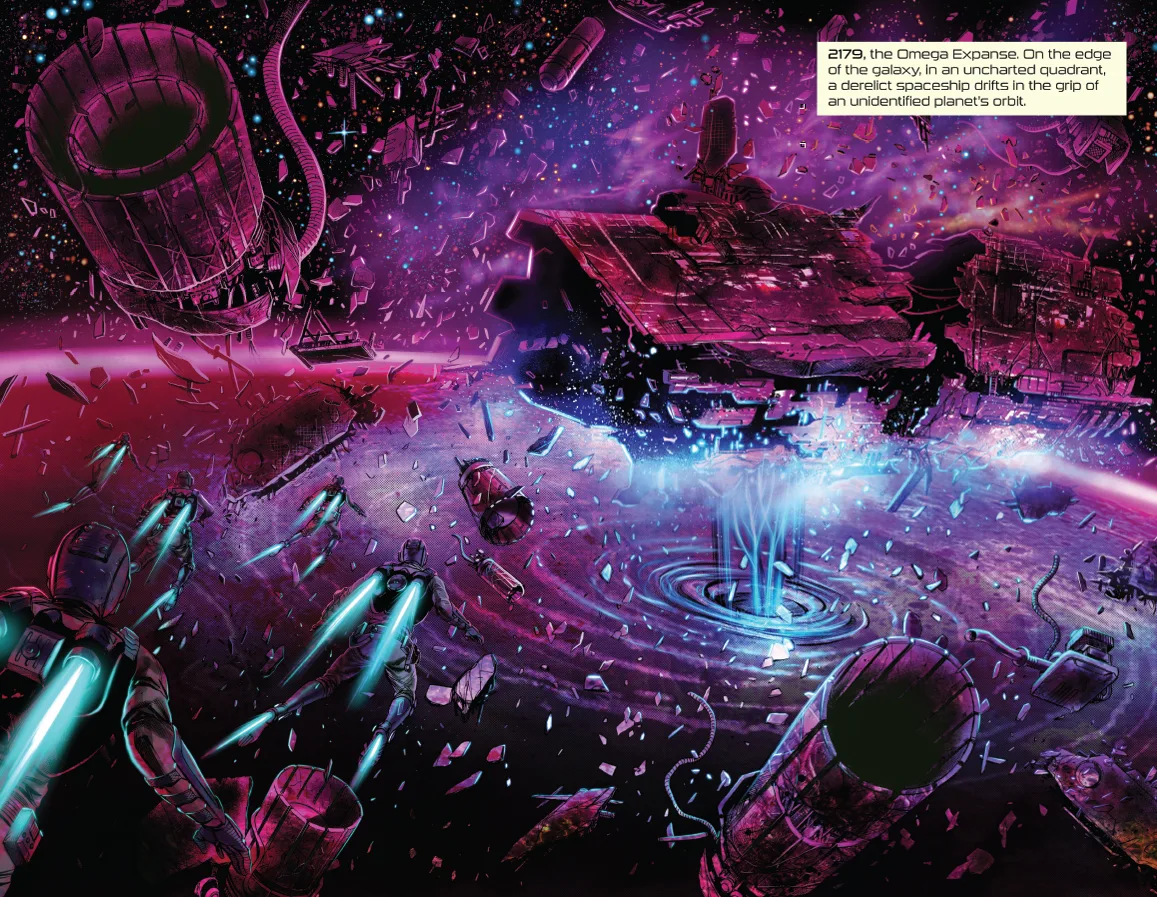 2179, the Omega Expanse. On the edge
of the galaxy, in an uncharted quadrant,
a derelict spaceship drifts in the grip of
an unidentified planet's orbit.